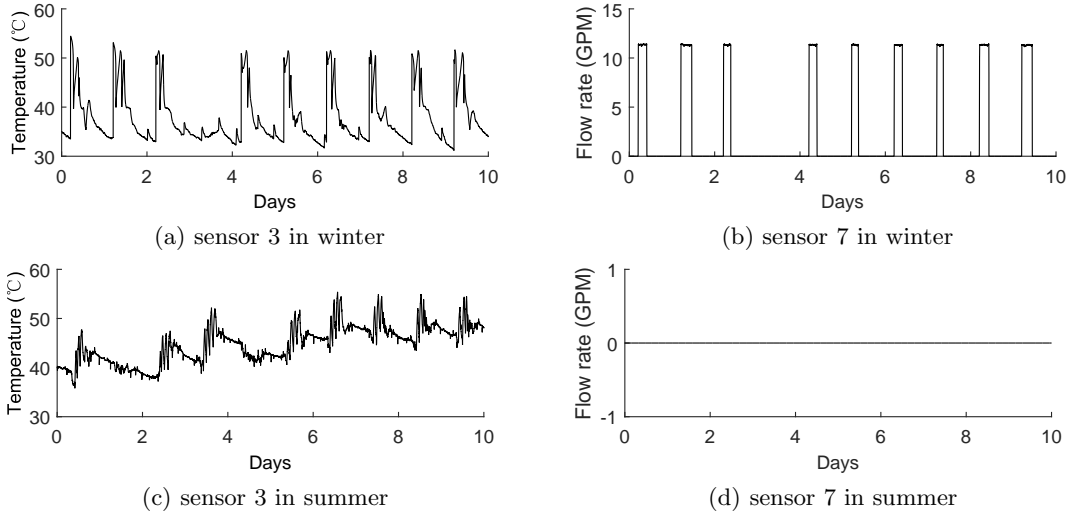 60
50
40
30
Temperature (℃)
0 2 4 6 8 10
Days
(a) sensor 3 in winter
15
10
5
0
Flow rate (GPM)
0 2 4 6 8 10
Days
(b) sensor 7 in winter
60
50
40
30
Temperature (℃)
0 2 4 6 8 10
Days
(c) sensor 3 in summer
1
0
-1
Flow rate (GPM)
0 2 4 6 8 10
Days
(d) sensor 7 in summer